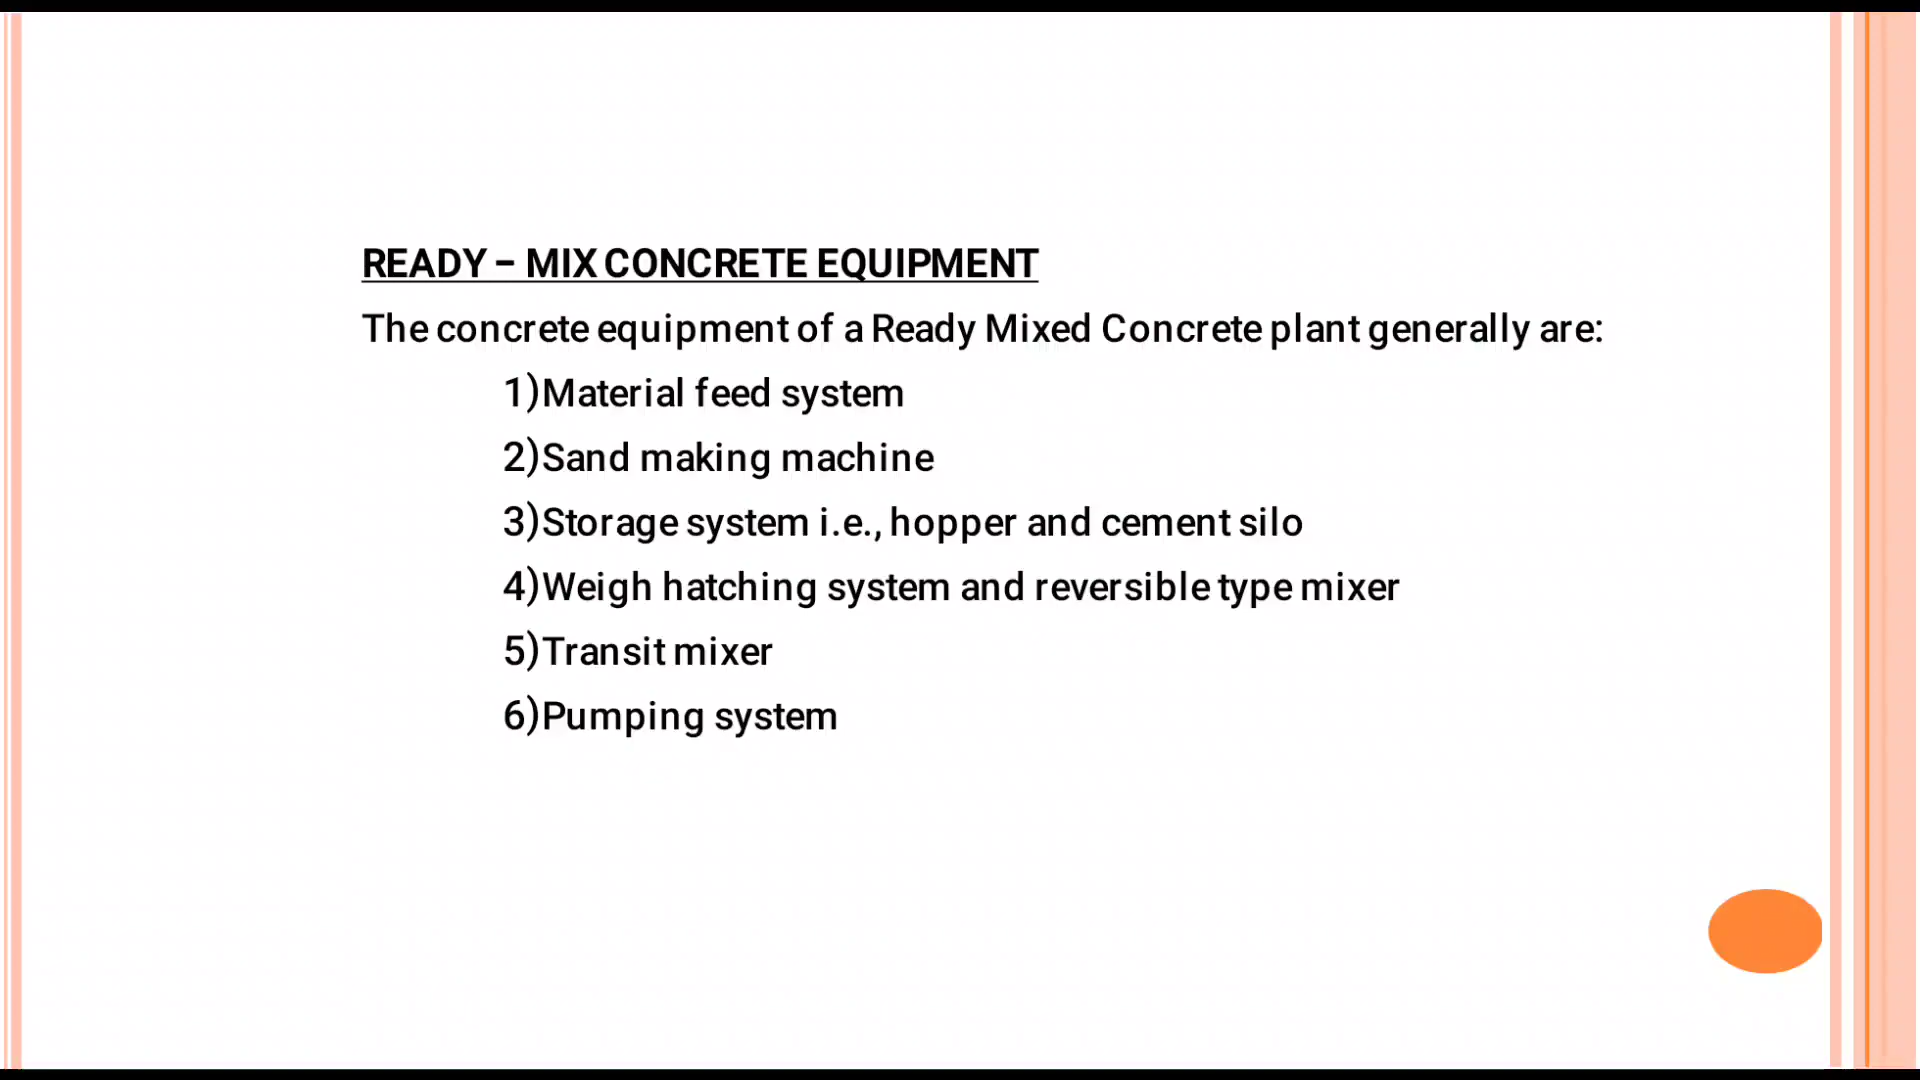 READY – MIX CONCRETE EQUIPMENT
The concrete equipment of a Ready Mixed Concrete plant generally are:
1)Material feed system
2)Sand making machine
3)Storage system i.e., hopper and cement silo
4)Weigh hatching system and reversible type mixer
5)Transit mixer
6)Pumping system